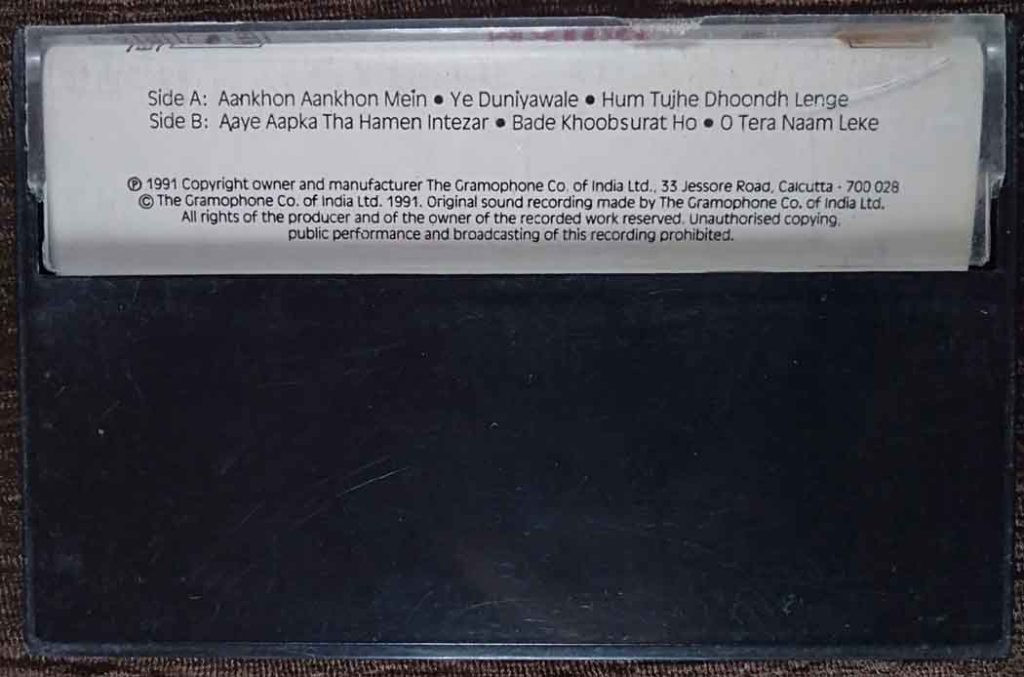 Side A: Aankhon Aankhon Mein • Ye Duniyawale • Hum Tujhe Dhoondh Lenge
Side B: Aaye Aapka Tha Hamen Intezar • Bade Khoobsurat Ho • O Tera Naam Leke
℗ 1991 Copyright owner and manufacturer The Gramophone Co. of India Ltd., 33 Jessore Road, Calcutta - 700 028
© The Gramophone Co. of India Ltd. 1991. Original sound recording made by The Gramophone Co. of India Ltd.
All rights of the producer and of the owner of the recorded work reserved. Unauthorised copying,
public performance and broadcasting of this recording prohibited.